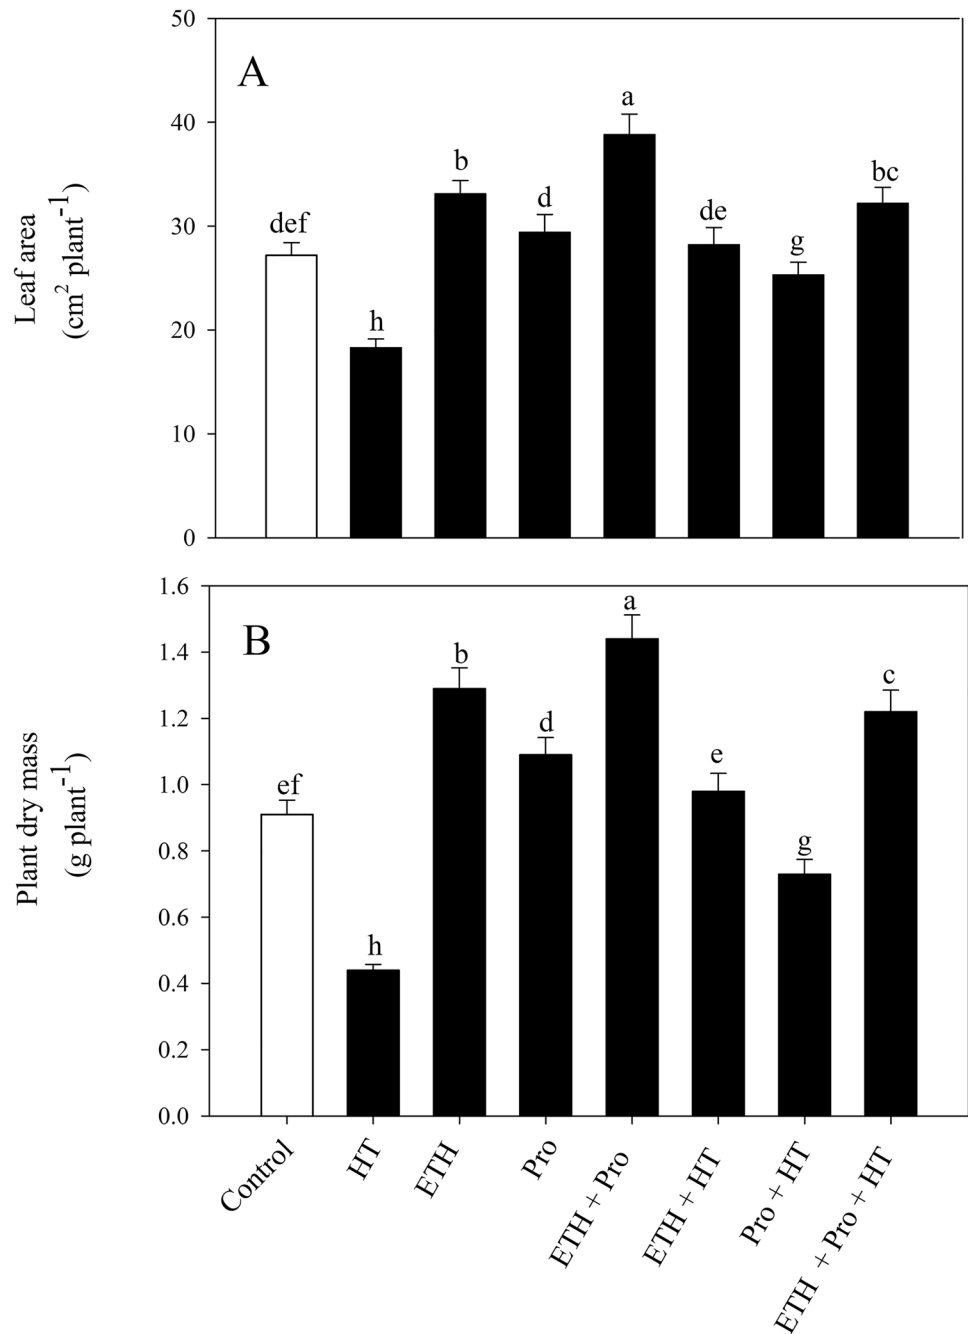 50
A
40
30
20
10
0
Leaf area
(cm² plant⁻¹)
def
h
b
d
a
de
g
bc
1.6
B
1.4
1.2
1.0
0.8
0.6
0.4
0.2
0.0
Plant dry mass
(g plant⁻¹)
ef
h
b
d
a
e
g
c
Control
HT
ETH
Pro
ETH + Pro
ETH + HT
Pro + HT
ETH + Pro + HT